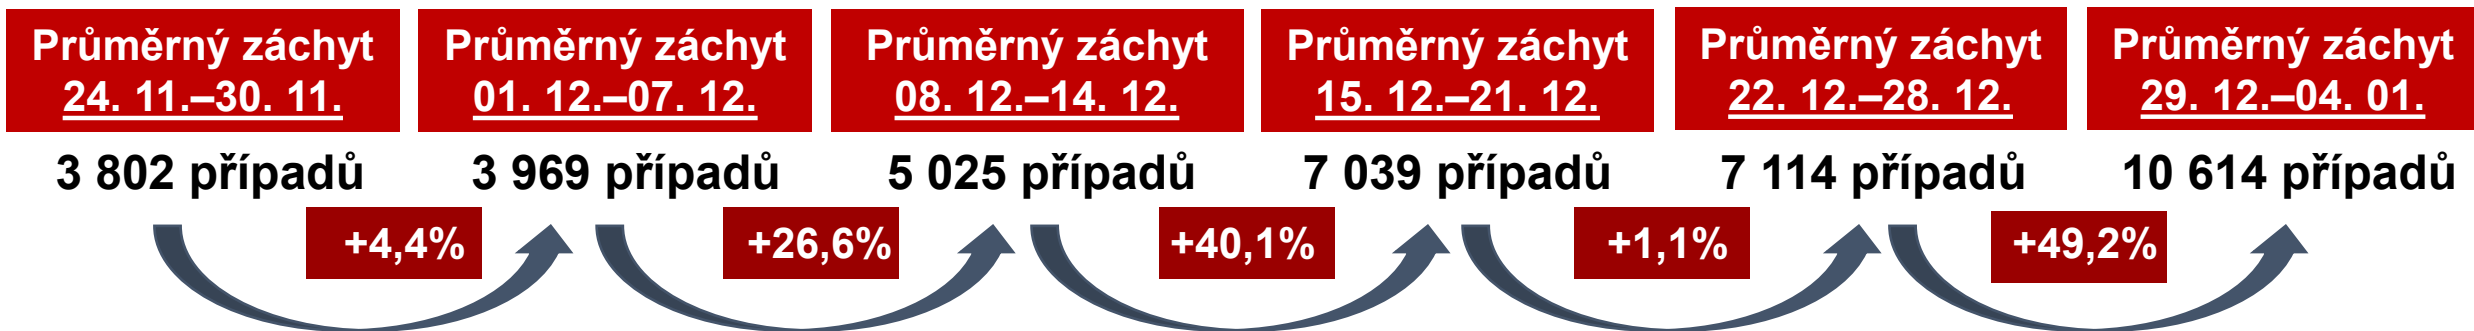 Průměrný záchyt
24. 11.–30. 11.
Průměrný záchyt
01. 12.–07. 12.
Průměrný záchyt
08. 12.–14. 12.
Průměrný záchyt
15. 12.–21. 12.
Průměrný záchyt
22. 12.–28. 12.
Průměrný záchyt
29. 12.–04. 01.
3 802 případů
3 969 případů
5 025 případů
7 039 případů
7 114 případů
10 614 případů
+4,4%
+26,6%
+40,1%
+1,1%
+49,2%